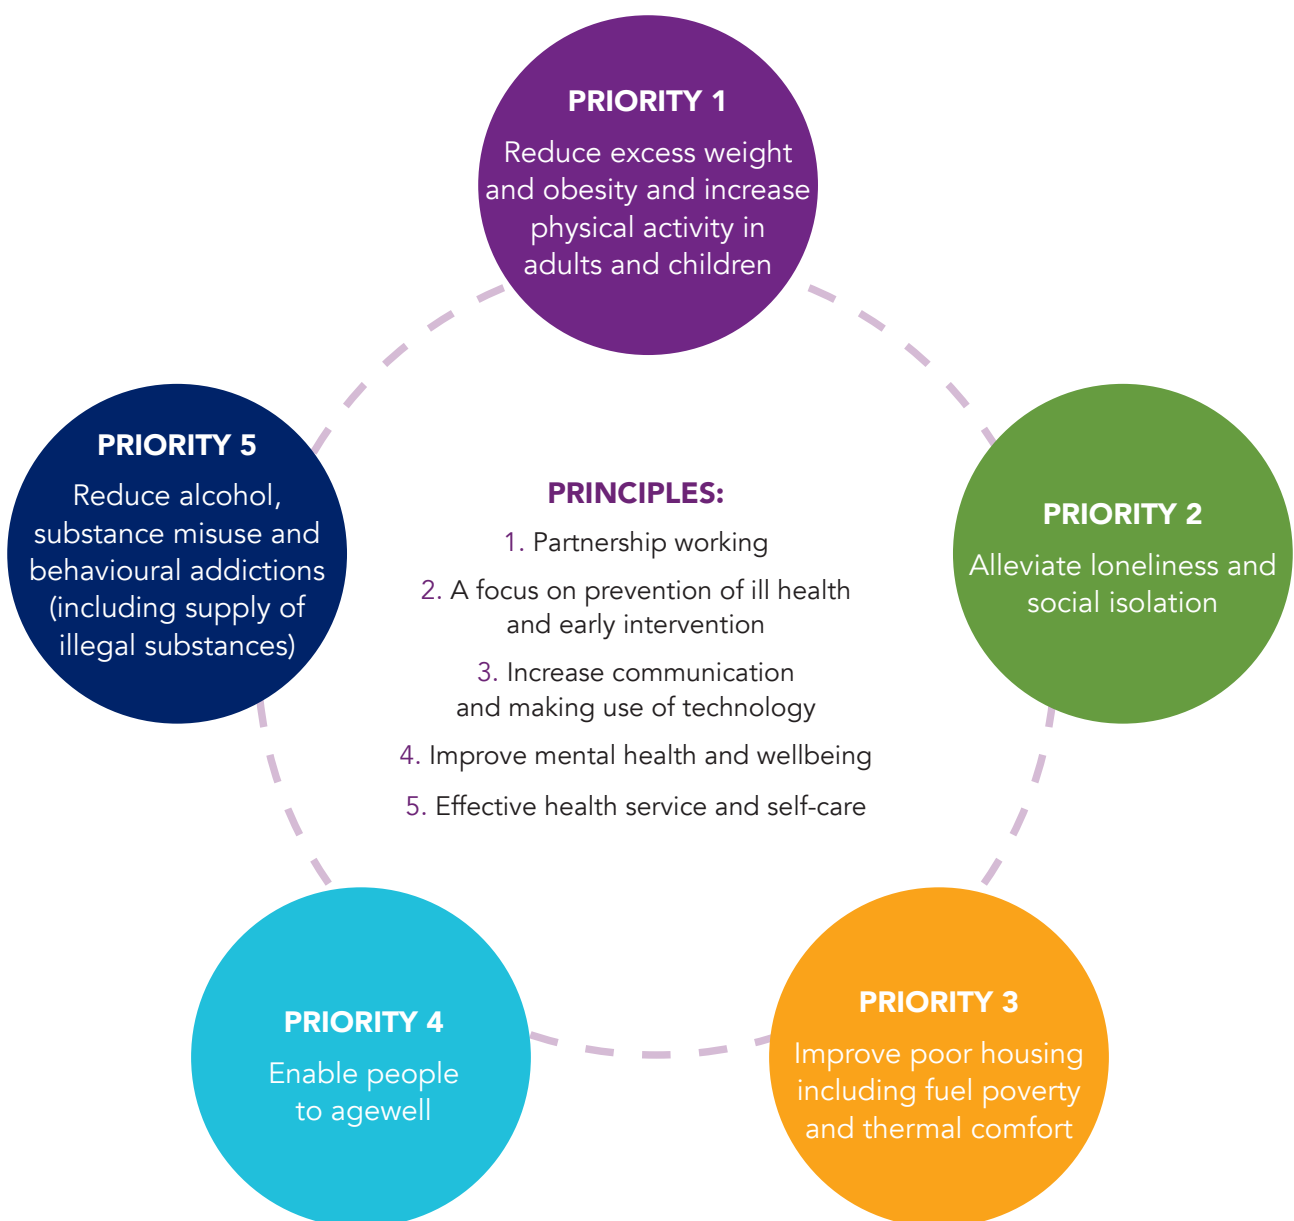 PRIORITY 1
Reduce excess weight
and obesity and increase
physical activity in
adults and children
PRIORITY 5
Reduce alcohol,
substance misuse and
behavioural addictions
(including supply of
illegal substances)
PRINCIPLES:
1. Partnership working
2. A focus on prevention of ill health
and early intervention
3. Increase communication
and making use of technology
4. Improve mental health and wellbeing
5. Effective health service and self-care
PRIORITY 2
Alleviate loneliness and
social isolation
PRIORITY 4
Enable people
to agewell
PRIORITY 3
Improve poor housing
including fuel poverty
and thermal comfort